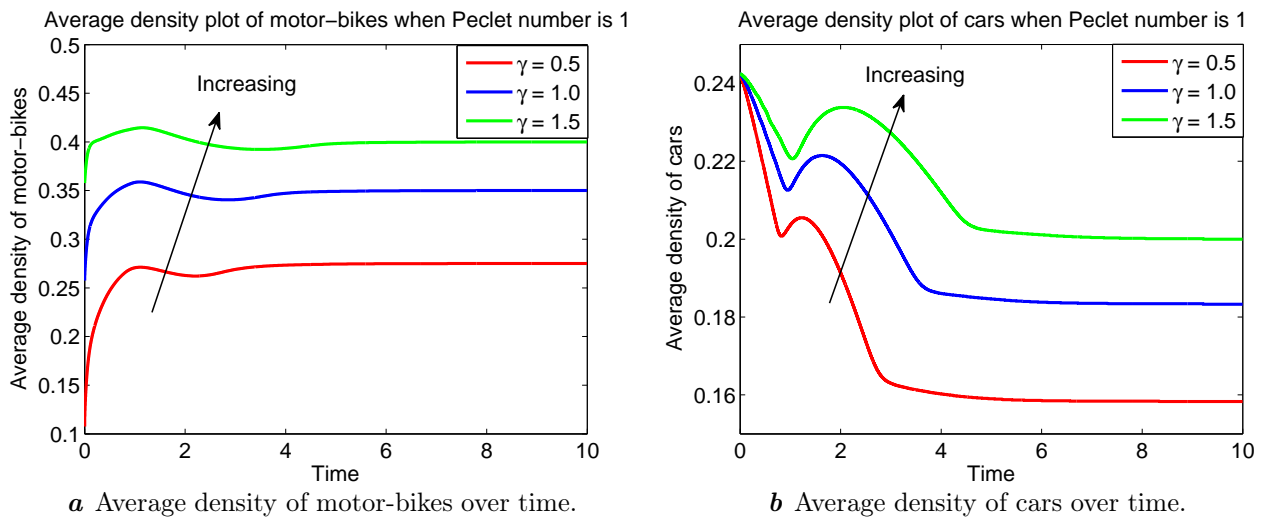 Average density plot of motor−bikes when Peclet number is 1
0.5
0.45
0.4
0.35
0.3
0.25
0.2
0.15
0.1
Average density of motor−bikes
Increasing
γ = 0.5
γ = 1.0
γ = 1.5
0 2 4 6 8 10
Time
a Average density of motor-bikes over time.
Average density plot of cars when Peclet number is 1
0.24
0.22
0.2
0.18
0.16
Average density of cars
Increasing
γ = 0.5
γ = 1.0
γ = 1.5
0 2 4 6 8 10
Time
b Average density of cars over time.